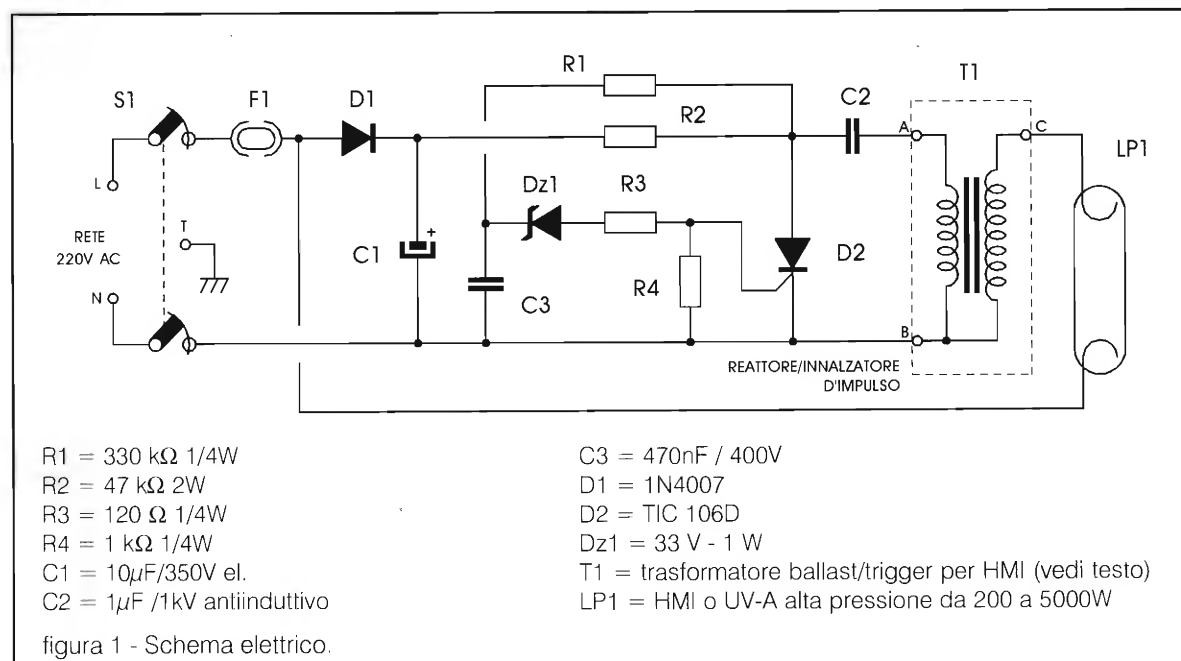 R1
T1
S1
F1
D1
C2
R2
A
C
LP1
L
Dz1
R3
RETE
220V AC
T
C1
+
D2
R4
C3
N
B
REATTORE/INNALZATORE
D'IMPULSO
R1 = 330 kΩ 1/4W
R2 = 47 kΩ 2W
R3 = 120 Ω 1/4W
R4 = 1 kΩ 1/4W
C1 = 10µF/350V el.
C2 = 1µF /1kV antiinduttivo
C3 = 470nF / 400V
D1 = 1N4007
D2 = TIC 106D
Dz1 = 33 V - 1 W
T1 = trasformatore ballast/trigger per HMI (vedi testo)
LP1 = HMI o UV-A alta pressione da 200 a 5000W
figura 1 - Schema elettrico.